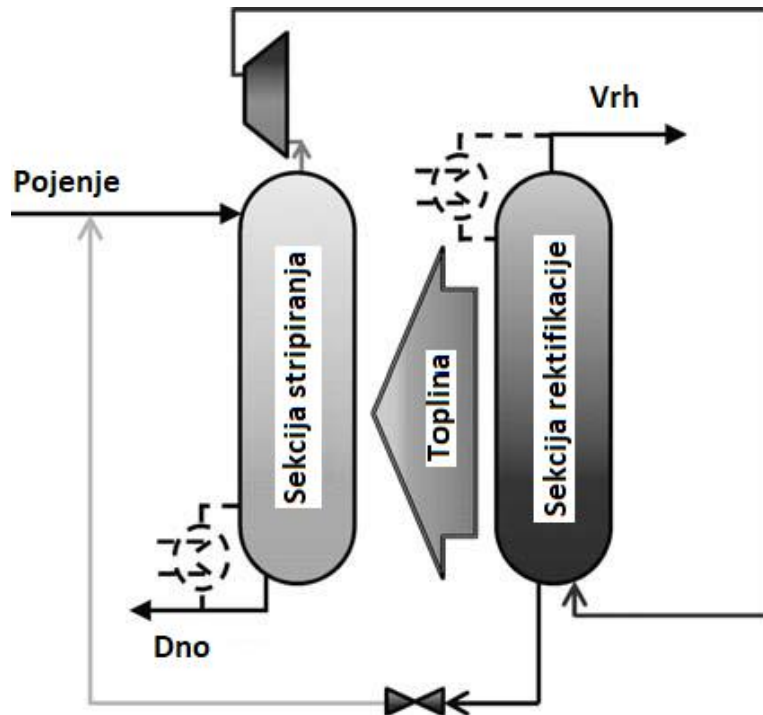 Vrh
Pojenje
Sekcija stripiranja
Toplina
Sekcija rektifikacije
Dno